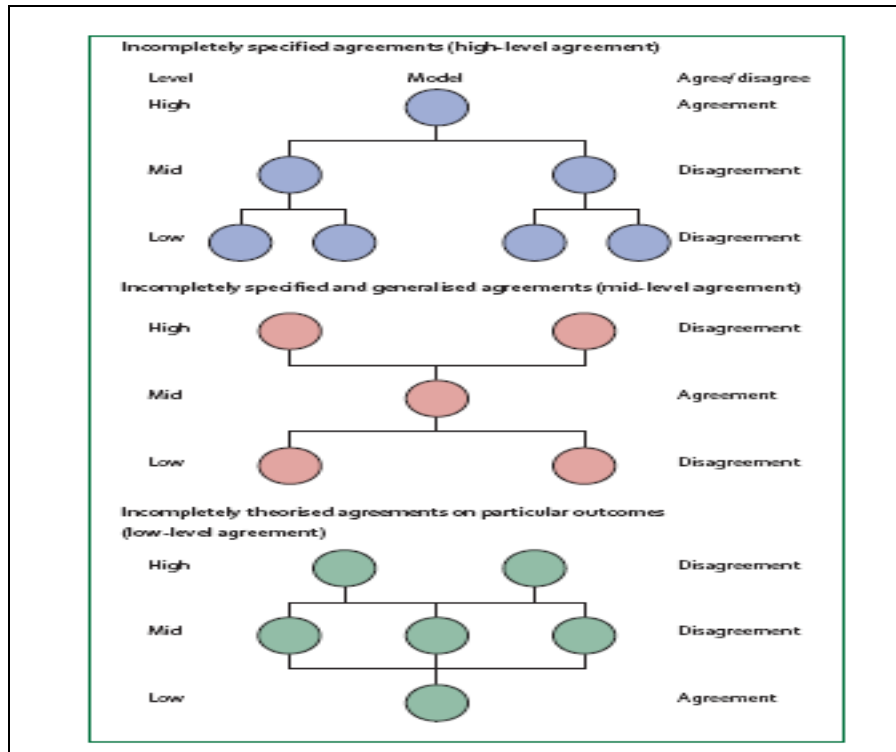 Incompletely specified agreements (high-level agreement)
Level Model Agree/disagree
High Agreement
Mid Disagreement
Low Disagreement
Incompletely specified and generalised agreements (mid-level agreement)
High Disagreement
Mid Agreement
Low Disagreement
Incompletely theorised agreements on particular outcomes
(low-level agreement)
High Disagreement
Mid Disagreement
Low Agreement